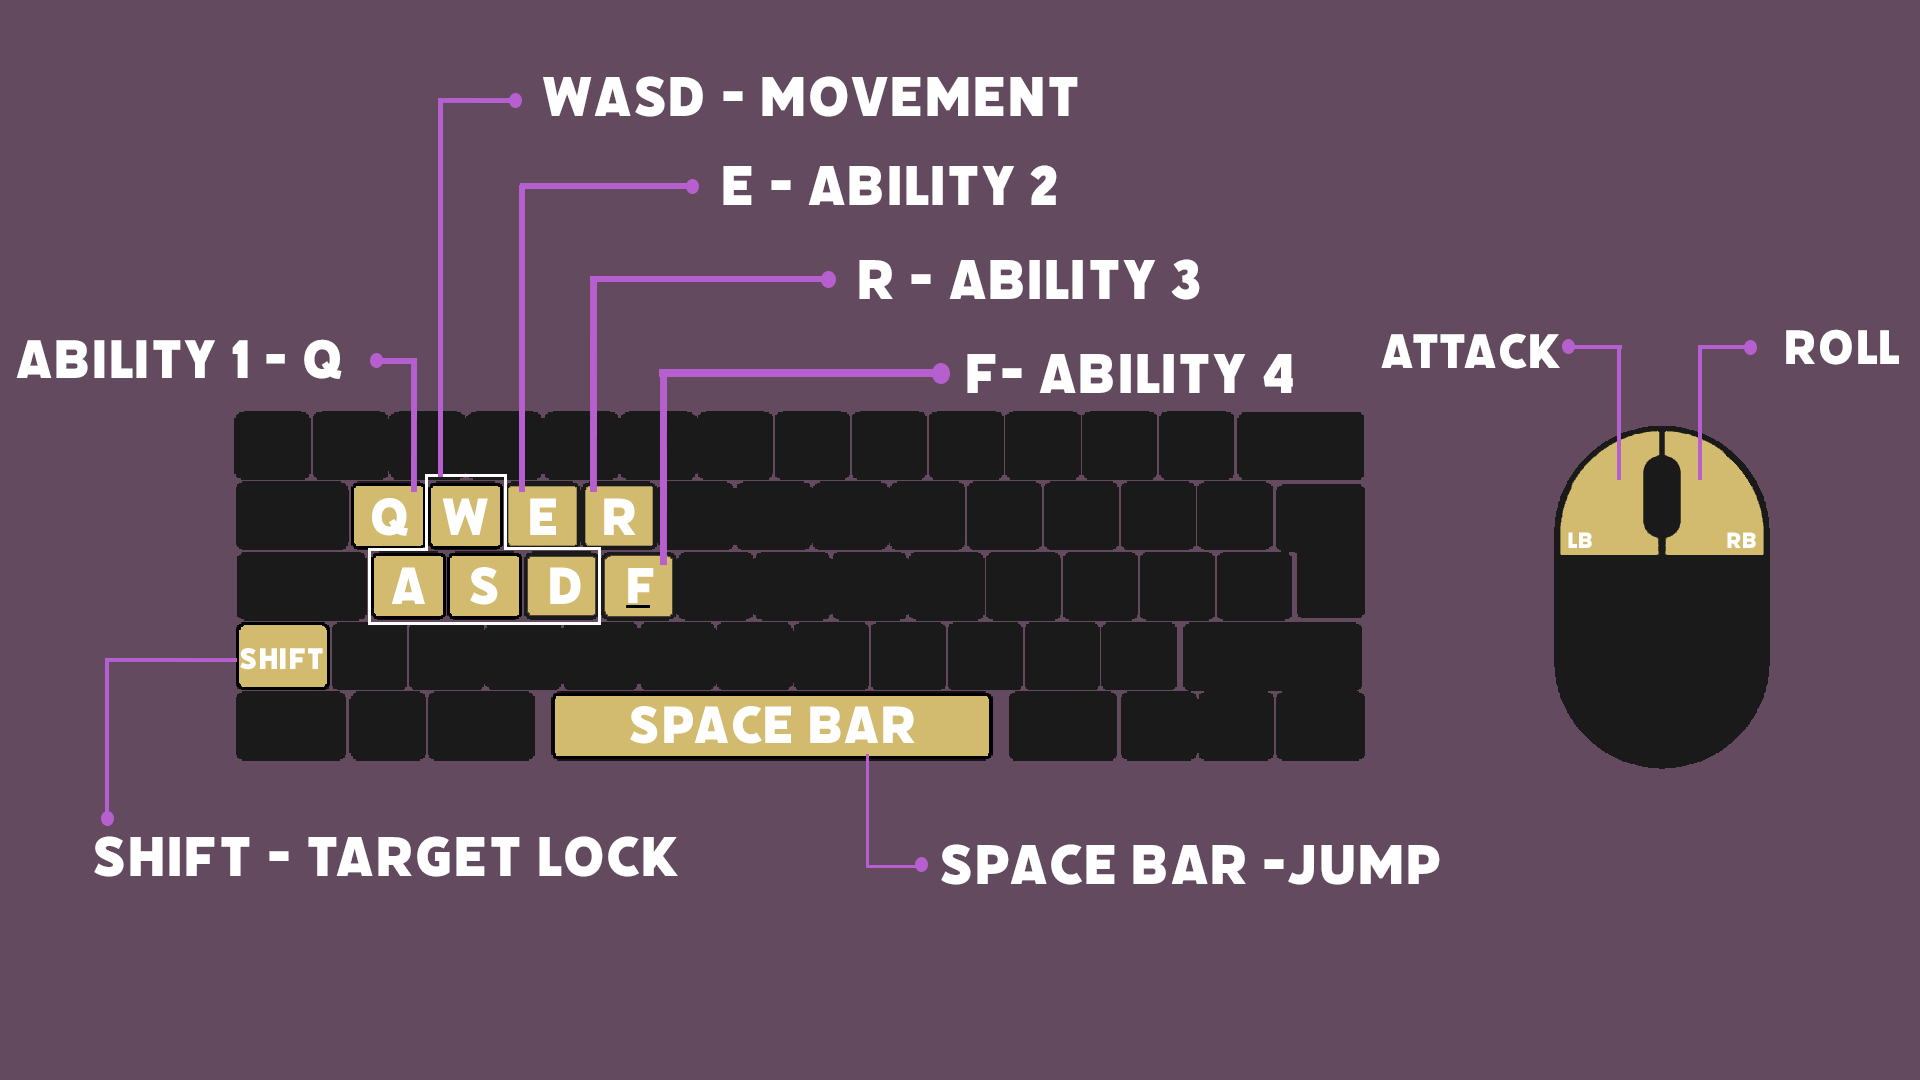 WASD - MOVEMENT
E - ABILITY 2
R - ABILITY 3
ABILITY 1 - Q
F- ABILITY 4
ATTACK
ROLL
Q W E R
A S D F
LB RB
SHIFT
SPACE BAR
SHIFT - TARGET LOCK
SPACE BAR -JUMP